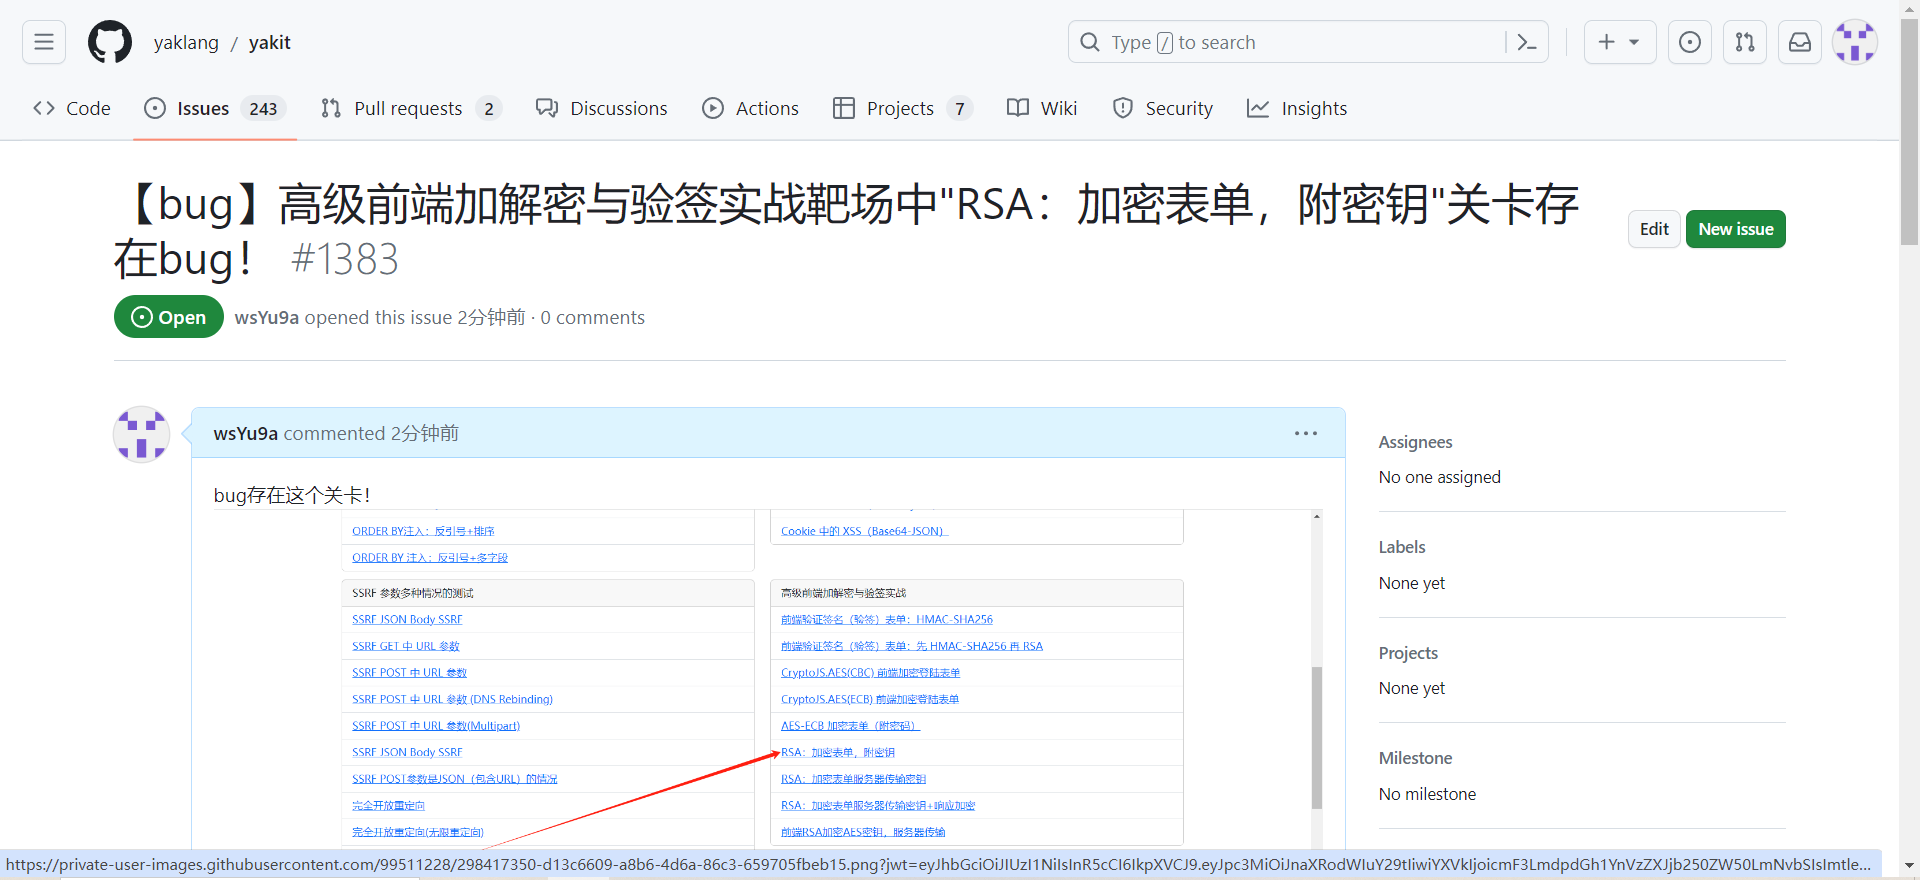 yaklang / yakit
Type / to search
Code
Issues 243
Pull requests 2
Discussions
Actions
Projects 7
Wiki
Security
Insights
【bug】高级前端加解密与验签实战靶场中"RSA：加密表单，附密钥"关卡存
在bug！ #1383
Edit
New issue
Open
wsYu9a opened this issue 2分钟前 · 0 comments
wsYu9a commented 2分钟前
bug存在这个关卡！
ORDER BY注入：反引号+排序
ORDER BY 注入：反引号+多字段
SSRF 参数多种情况的测试
SSRF JSON Body SSRF
SSRF GET 中 URL 参数
SSRF POST 中 URL 参数
SSRF POST 中 URL 参数 (DNS Rebinding)
SSRF POST 中 URL 参数(Multipart)
SSRF JSON Body SSRF
SSRF POST参数是JSON（包含URL）的情况
完全开放重定向
完全开放重定向(无限重定向)
Cookie 中的 XSS（Base64-JSON）
高级前端加解密与验签实战
前端验证签名（验签）表单：HMAC-SHA256
前端验证签名（验签）表单：先 HMAC-SHA256 再 RSA
CryptoJS.AES(CBC) 前端加密登陆表单
CryptoJS.AES(ECB) 前端加密登陆表单
AES-ECB 加密表单（附密码）
RSA：加密表单，附密钥
RSA：加密表单服务器传输密钥
RSA：加密表单服务器传输密钥+响应加密
前端RSA加密AES密钥，服务器传输
Assignees
No one assigned
Labels
None yet
Projects
None yet
Milestone
No milestone
https://private-user-images.githubusercontent.com/99511228/298417350-d13c6609-a8b6-4d6a-86c3-659705fbeb15.png?jwt=eyJhbGciOiJIUzI1NiIsInR5cCI6IkpXVCJ9.eyJpc3MiOiJnaXRodWIuY29tIiwiYXVkIjoicmF3LmdpdGh1YnVzZXJjb250ZW50LmNvbSIsImtle...